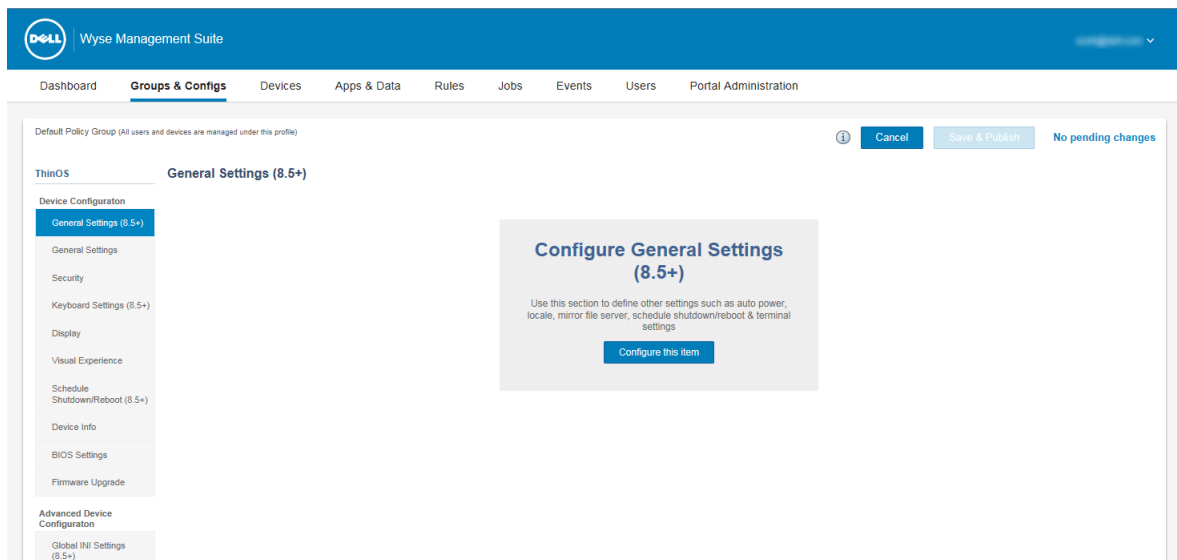 DELL
Wyse Management Suite
Dashboard Groups & Configs Devices Apps & Data Rules Jobs Events Users Portal Administration
Default Policy Group (All users and devices are managed under this profile)
i Cancel Save & Publish No pending changes
ThinOS
General Settings (8.5+)
Device Configuraton
General Settings (8.5+)
General Settings
Security
Keyboard Settings (8.5+)
Display
Visual Experience
Schedule
Shutdown/Reboot (8.5+)
Device Info
BIOS Settings
Firmware Upgrade
Advanced Device
Configuraton
Global INI Settings
(8.5+)
Configure General Settings
(8.5+)
Use this section to define other settings such as auto power,
locale, mirror file server, schedule shutdown/reboot & terminal
settings
Configure this item